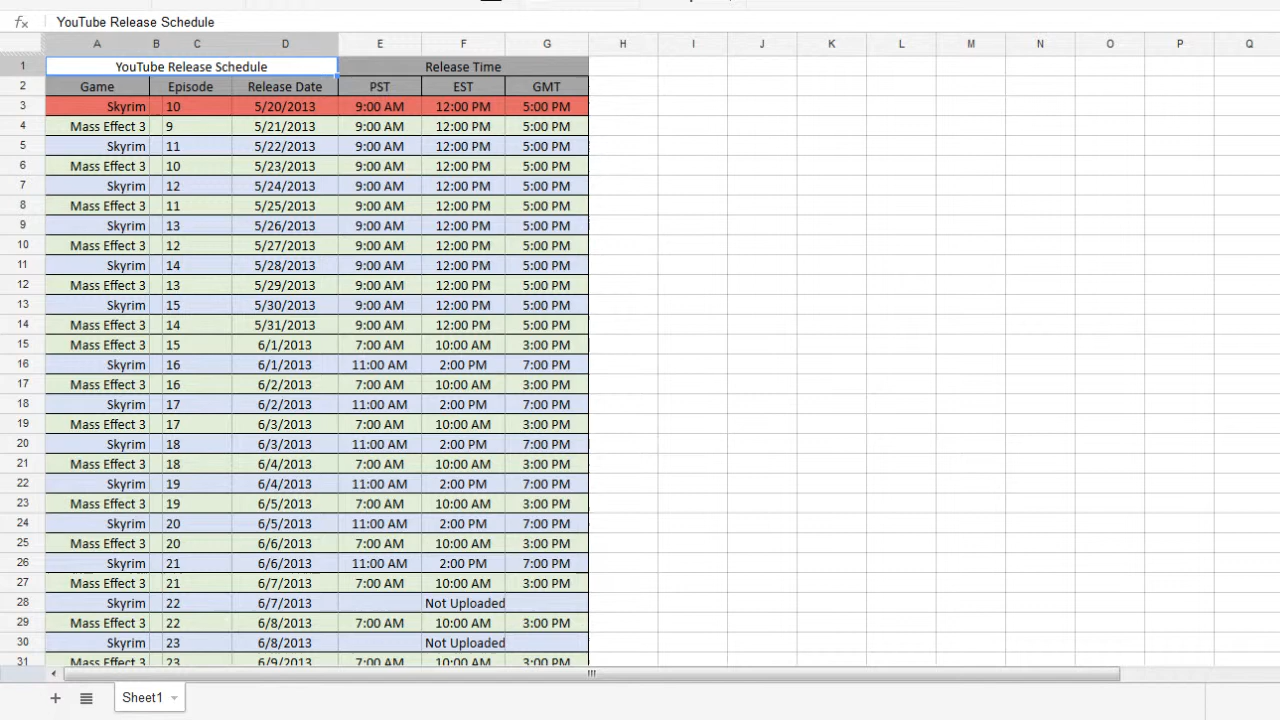 fx YouTube Release Schedule
A B C D E F G H I J K L M N O P Q
1 YouTube Release Schedule Release Time
2 Game Episode Release Date PST EST GMT
3 Skyrim 10 5/20/2013 9:00 AM 12:00 PM 5:00 PM
4 Mass Effect 3 9 5/21/2013 9:00 AM 12:00 PM 5:00 PM
5 Skyrim 11 5/22/2013 9:00 AM 12:00 PM 5:00 PM
6 Mass Effect 3 10 5/23/2013 9:00 AM 12:00 PM 5:00 PM
7 Skyrim 12 5/24/2013 9:00 AM 12:00 PM 5:00 PM
8 Mass Effect 3 11 5/25/2013 9:00 AM 12:00 PM 5:00 PM
9 Skyrim 13 5/26/2013 9:00 AM 12:00 PM 5:00 PM
10 Mass Effect 3 12 5/27/2013 9:00 AM 12:00 PM 5:00 PM
11 Skyrim 14 5/28/2013 9:00 AM 12:00 PM 5:00 PM
12 Mass Effect 3 13 5/29/2013 9:00 AM 12:00 PM 5:00 PM
13 Skyrim 15 5/30/2013 9:00 AM 12:00 PM 5:00 PM
14 Mass Effect 3 14 5/31/2013 9:00 AM 12:00 PM 5:00 PM
15 Mass Effect 3 15 6/1/2013 7:00 AM 10:00 AM 3:00 PM
16 Skyrim 16 6/1/2013 11:00 AM 2:00 PM 7:00 PM
17 Mass Effect 3 16 6/2/2013 7:00 AM 10:00 AM 3:00 PM
18 Skyrim 17 6/2/2013 11:00 AM 2:00 PM 7:00 PM
19 Mass Effect 3 17 6/3/2013 7:00 AM 10:00 AM 3:00 PM
20 Skyrim 18 6/3/2013 11:00 AM 2:00 PM 7:00 PM
21 Mass Effect 3 18 6/4/2013 7:00 AM 10:00 AM 3:00 PM
22 Skyrim 19 6/4/2013 11:00 AM 2:00 PM 7:00 PM
23 Mass Effect 3 19 6/5/2013 7:00 AM 10:00 AM 3:00 PM
24 Skyrim 20 6/5/2013 11:00 AM 2:00 PM 7:00 PM
25 Mass Effect 3 20 6/6/2013 7:00 AM 10:00 AM 3:00 PM
26 Skyrim 21 6/6/2013 11:00 AM 2:00 PM 7:00 PM
27 Mass Effect 3 21 6/7/2013 7:00 AM 10:00 AM 3:00 PM
28 Skyrim 22 6/7/2013 Not Uploaded
29 Mass Effect 3 22 6/8/2013 7:00 AM 10:00 AM 3:00 PM
30 Skyrim 23 6/8/2013 Not Uploaded
31 Mass Effect 3 23 6/9/2013 7:00 AM 10:00 AM 3:00 PM
Sheet1